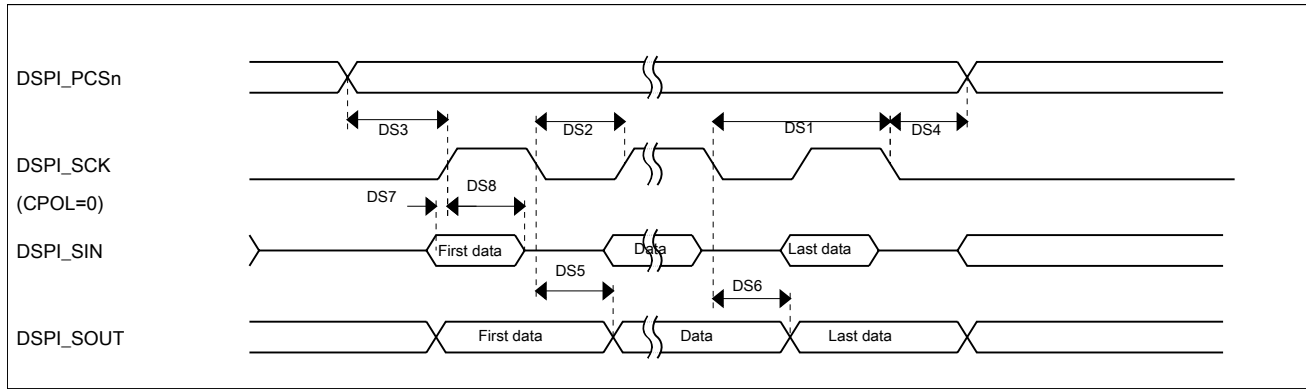 DSPI_PCSn
DS3
DS2
DS1
DS4
DSPI_SCK
(CPOL=0)
DS7
DS8
DSPI_SIN
First data
Data
Last data
DS5
DS6
DSPI_SOUT
First data
Data
Last data